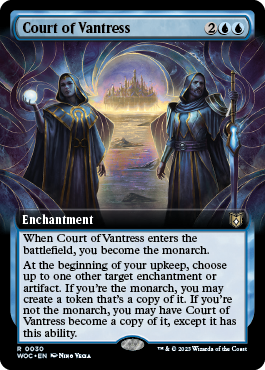 Court of Vantress 2
Enchantment
When Court of Vantress enters the
battlefield, you become the monarch.
At the beginning of your upkeep, choose
up to one other target enchantment or
artifact. If you're the monarch, you may
create a token that's a copy of it. If you're
not the monarch, you may have Court of
Vantress become a copy of it, except it has
this ability.
R 0030
WOC • EN Nino Vecia ™ & © 2023 Wizards of the Coast